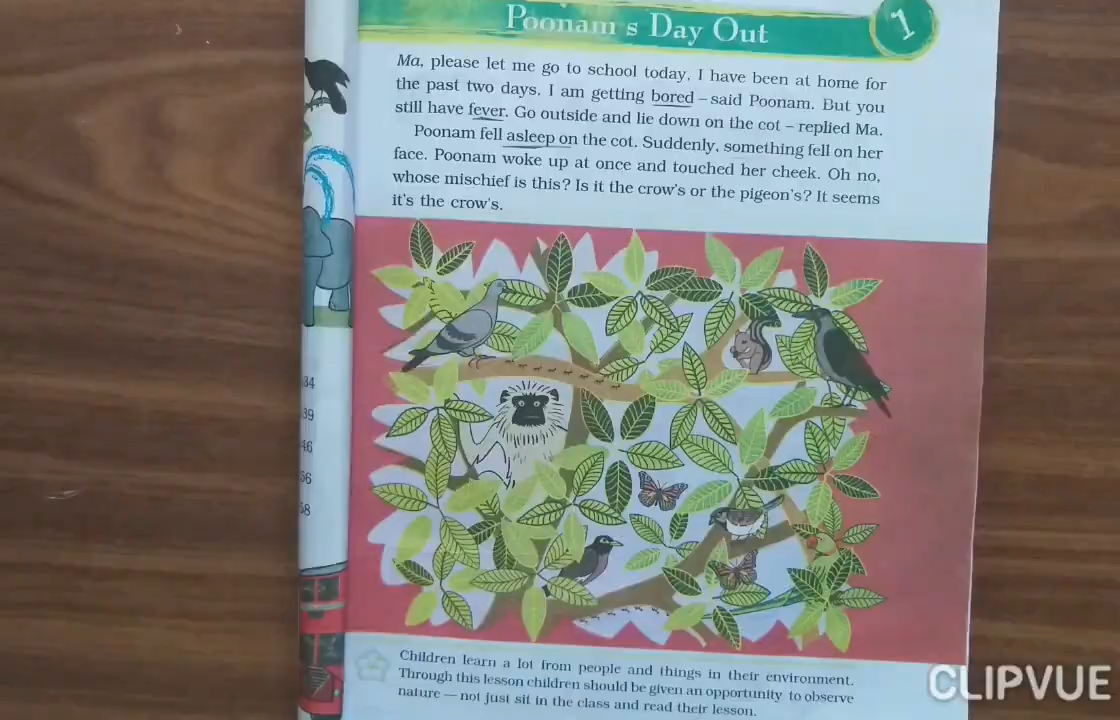 Poonam s Day Out
1
Ma, please let me go to school today, I have been at home for
the past two days. I am getting bored – said Poonam. But you
still have fever. Go outside and lie down on the cot – replied Ma.
Poonam fell asleep on the cot. Suddenly, something fell on her
face. Poonam woke up at once and touched her cheek. Oh no,
whose mischief is this? Is it the crow's or the pigeon's? It seems
it's the crow's.
34
39
46
56
58
Children learn a lot from people and things in their environment.
Through this lesson children should be given an opportunity to observe
nature — not just sit in the class and read their lesson.
CLIPVUE